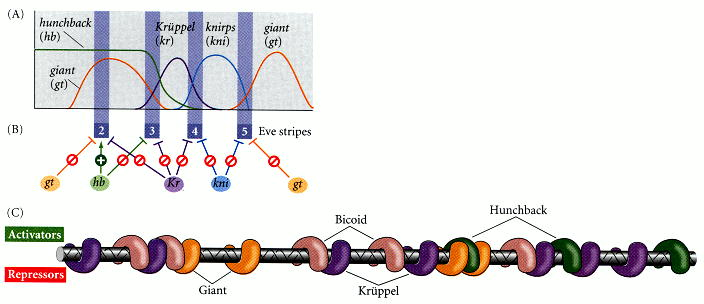 (A)
hunchback
(hb)
giant
(gt)
Krüppel
(kr)
knirps
(kni)
giant
(gt)
(B)
2 3 4 5 Eve stripes
+
gt hb Kr kni gt
(C)
Activators
Repressors
Bicoid
Hunchback
Giant
Krüppel